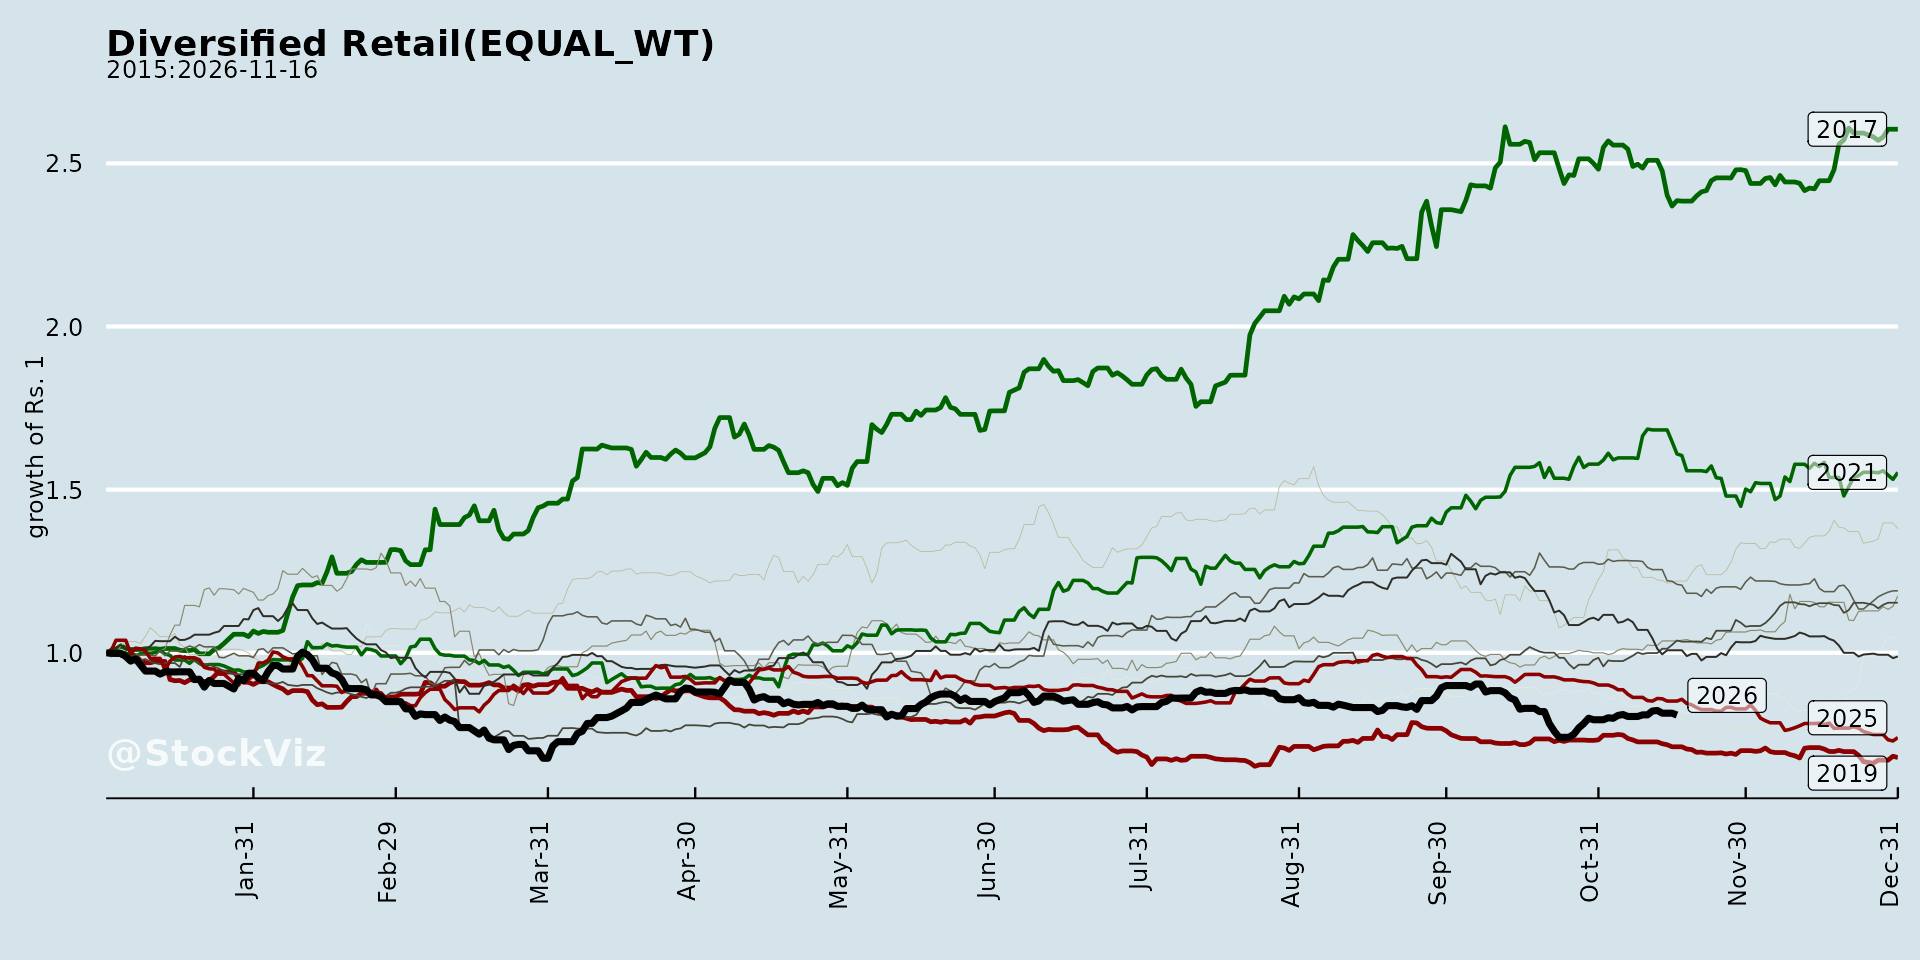 Diversified Retail(EQUAL_WT)
2015:2026-11-16
growth of Rs. 1
2.5
2.0
1.5
1.0
2017
2021
2026
2025
2019
@StockViz
Jan-31
Feb-29
Mar-31
Apr-30
May-31
Jun-30
Jul-31
Aug-31
Sep-30
Oct-31
Nov-30
Dec-31